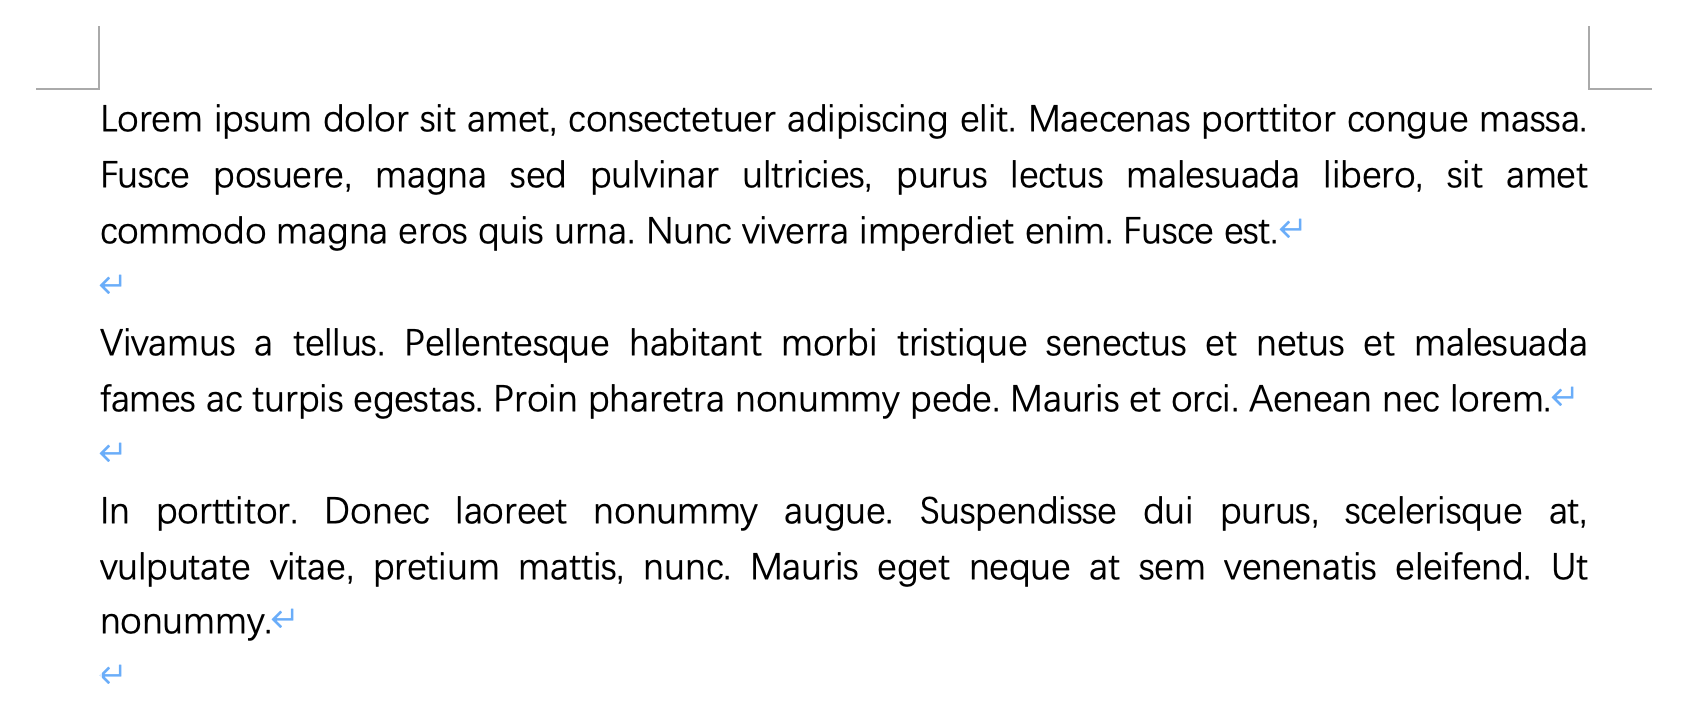 Lorem ipsum dolor sit amet, consectetuer adipiscing elit. Maecenas porttitor congue massa.
Fusce posuere, magna sed pulvinar ultricies, purus lectus malesuada libero, sit amet
commodo magna eros quis urna. Nunc viverra imperdiet enim. Fusce est.
Vivamus a tellus. Pellentesque habitant morbi tristique senectus et netus et malesuada
fames ac turpis egestas. Proin pharetra nonummy pede. Mauris et orci. Aenean nec lorem.
In porttitor. Donec laoreet nonummy augue. Suspendisse dui purus, scelerisque at,
vulputate vitae, pretium mattis, nunc. Mauris eget neque at sem venenatis eleifend. Ut
nonummy.